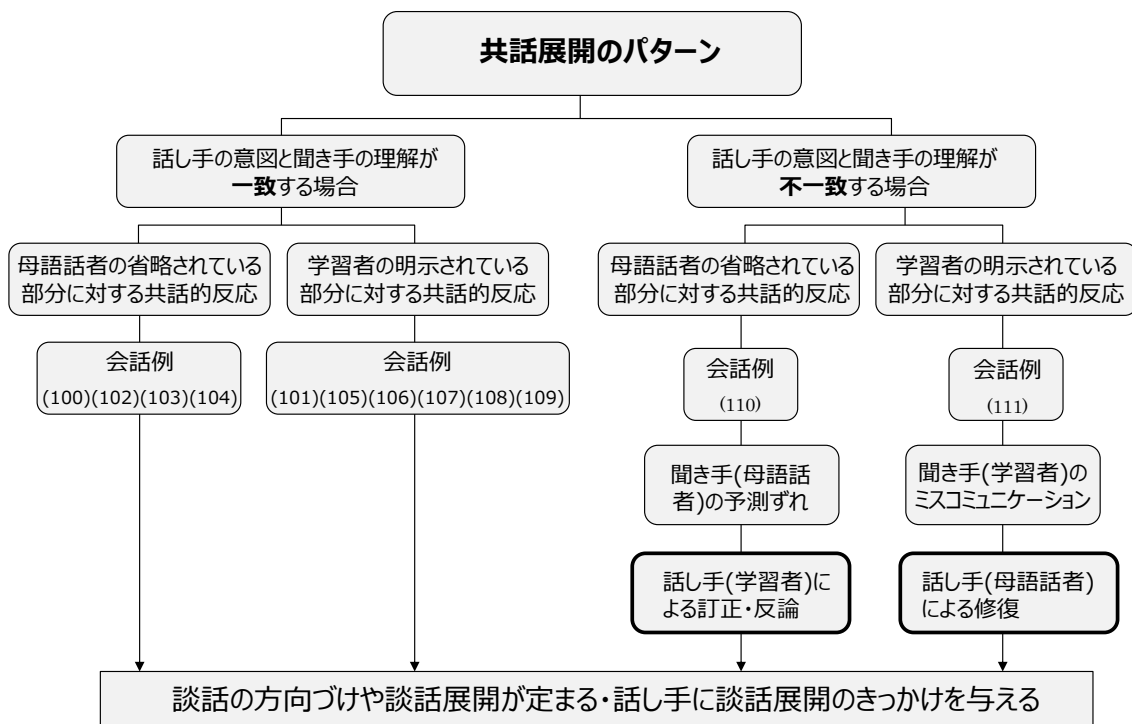 共話展開のパターン
話し手の意図と聞き手の理解が
一致する場合
話し手の意図と聞き手の理解が
不一致する場合
母語話者の省略されている
部分に対する共話的反応
学習者の明示されている
部分に対する共話的反応
母語話者の省略されている
部分に対する共話的反応
学習者の明示されている
部分に対する共話的反応
会話例
(100)(102)(103)(104)
会話例
(101)(105)(106)(107)(108)(109)
会話例
(110)
会話例
(111)
聞き手(母語話
者)の予測ずれ
聞き手(学習者)の
ミスコミュニケーション
話し手(学習者)に
よる訂正・反論
話し手(母語話者)
による修復
談話の方向づけや談話展開が定まる・話し手に談話展開のきっかけを与える